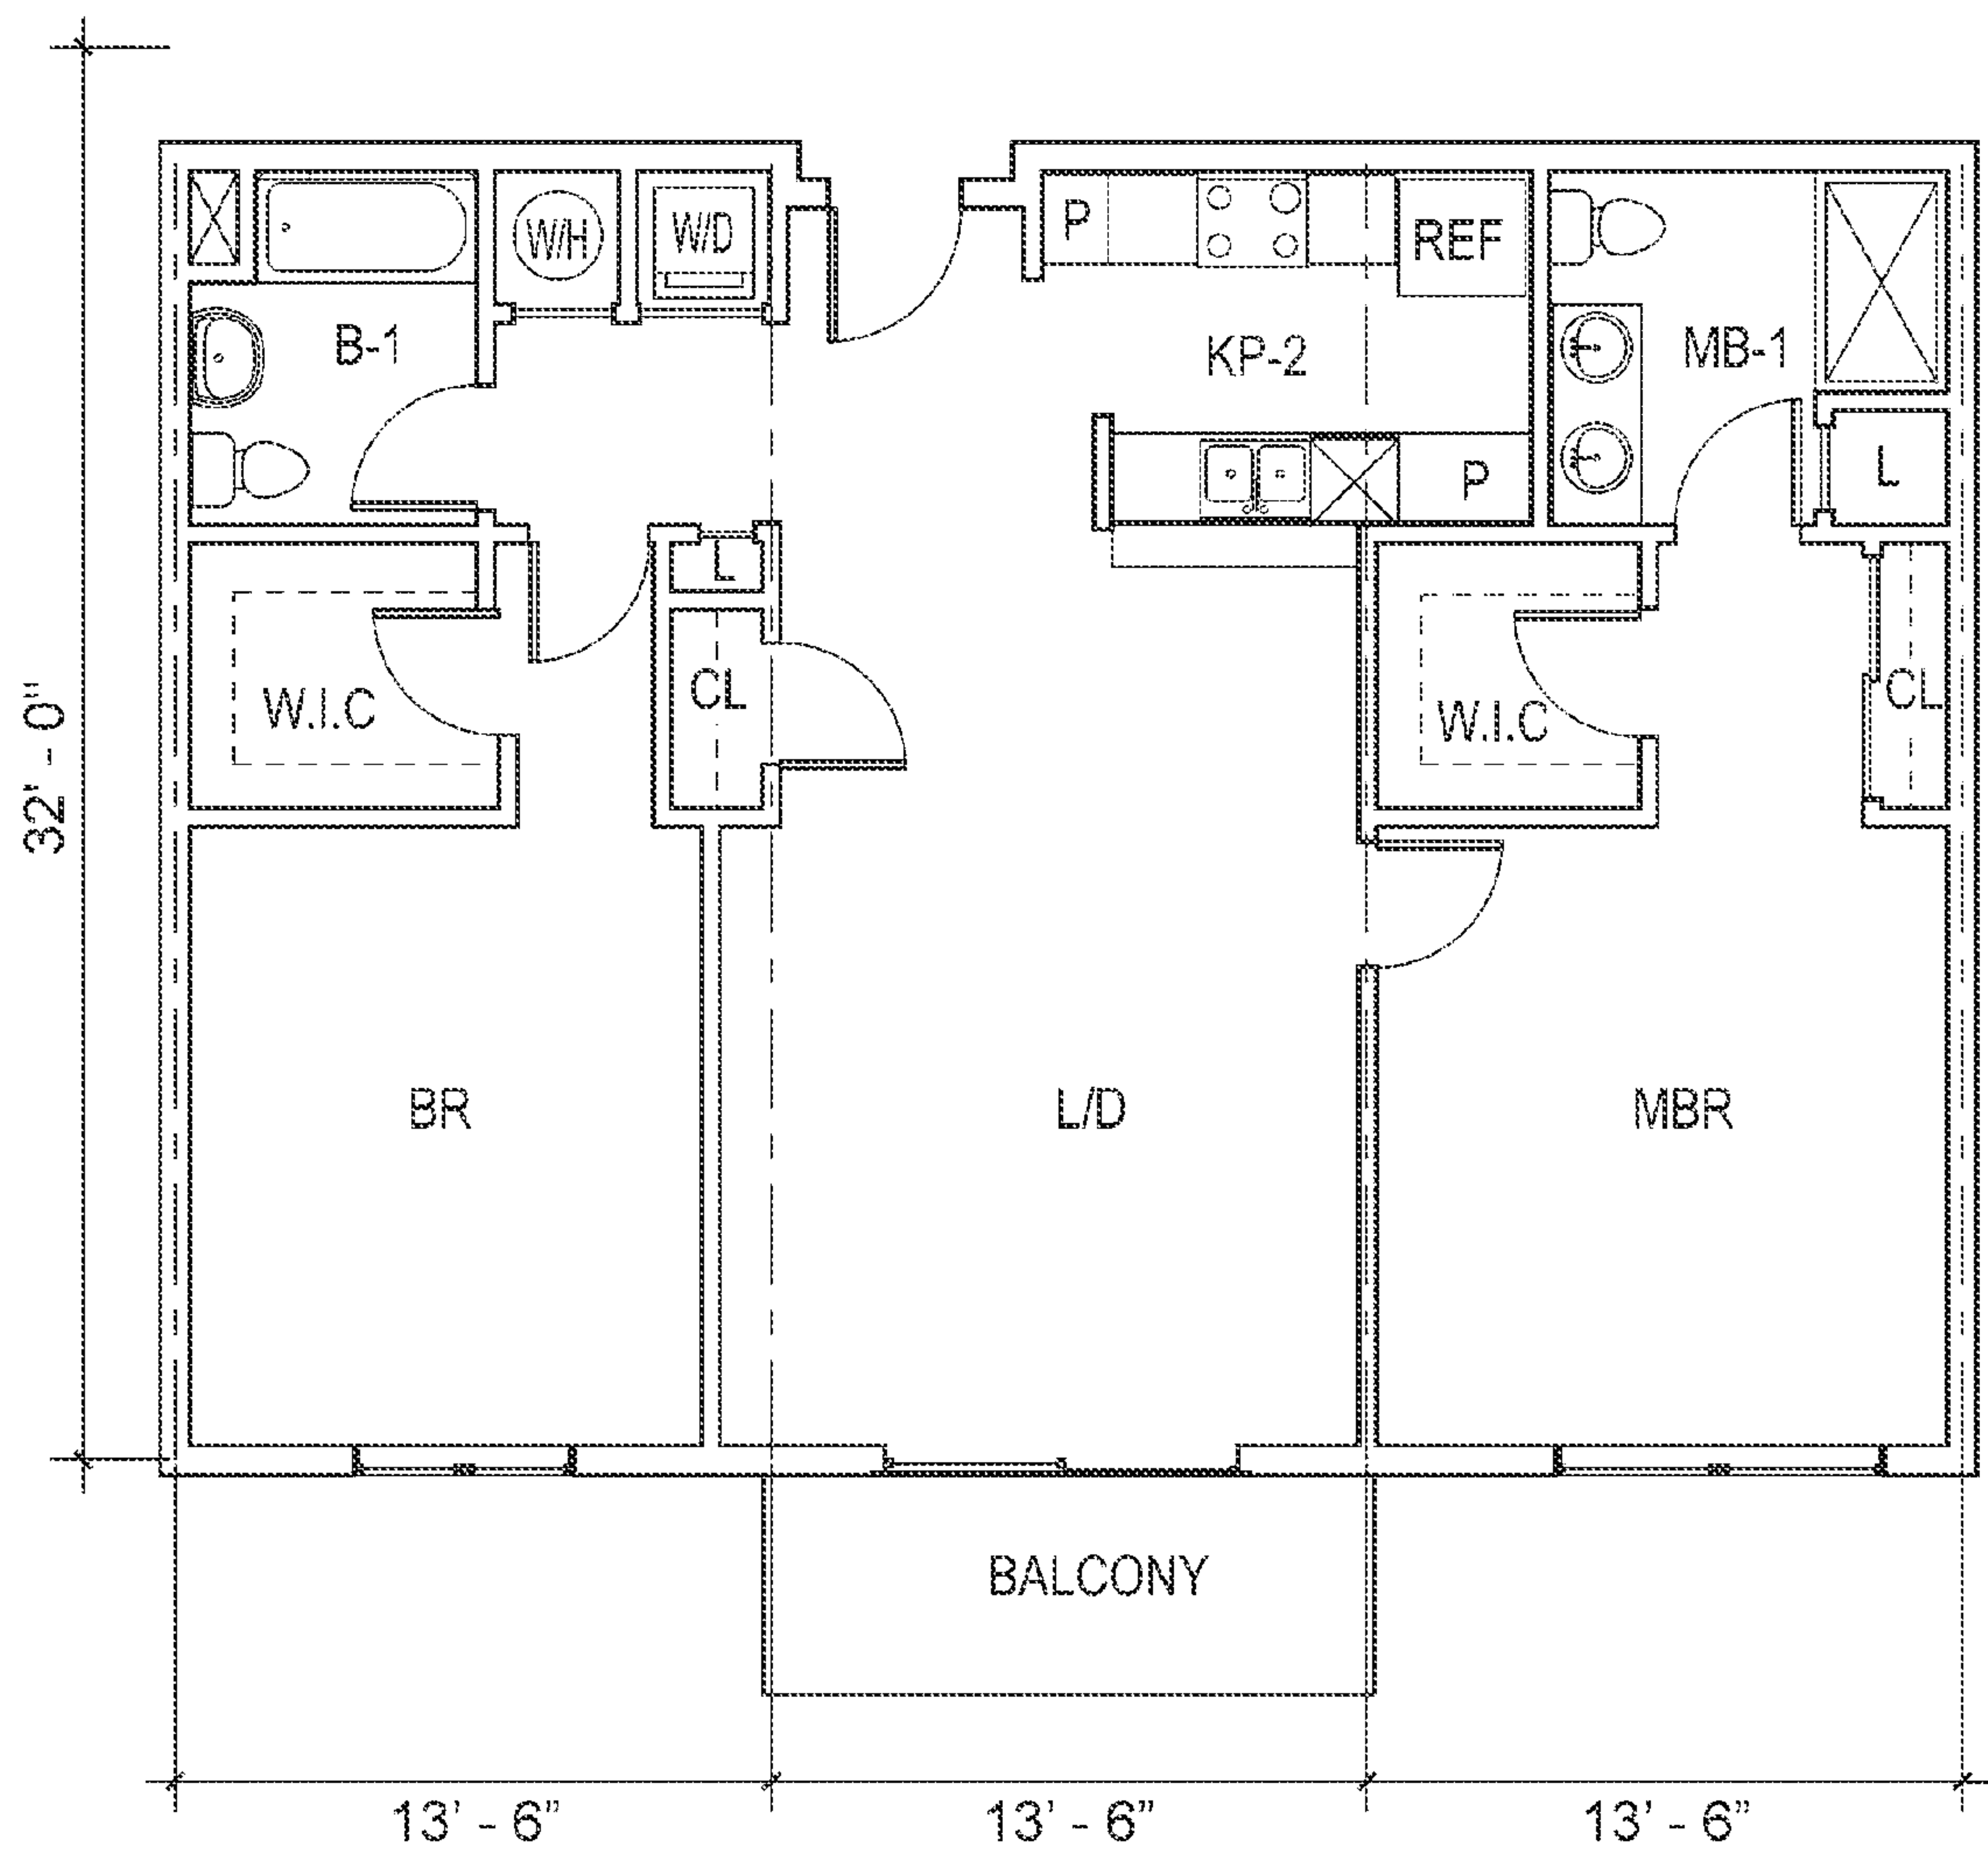 P
W/H
W/D
REF
B-1
KP-2
MB-1
L
P
L
CL
CL
W.I.C
W.I.C
32' - 0"
BR
L/D
MBR
BALCONY
13’ - 6”
13’ - 6”
13’ - 6”